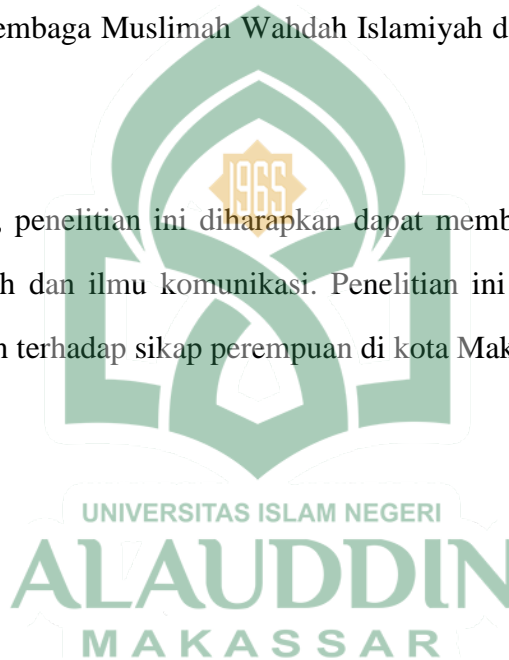 embaga Muslimah Wahdah Islamiyah d
1965
, penelitian ini diharapkan dapat memb
h dan ilmu komunikasi. Penelitian ini
n terhadap sikap perempuan di kota Mak
UNIVERSITAS ISLAM NEGERI
ALAUDDIN
MAKASSAR